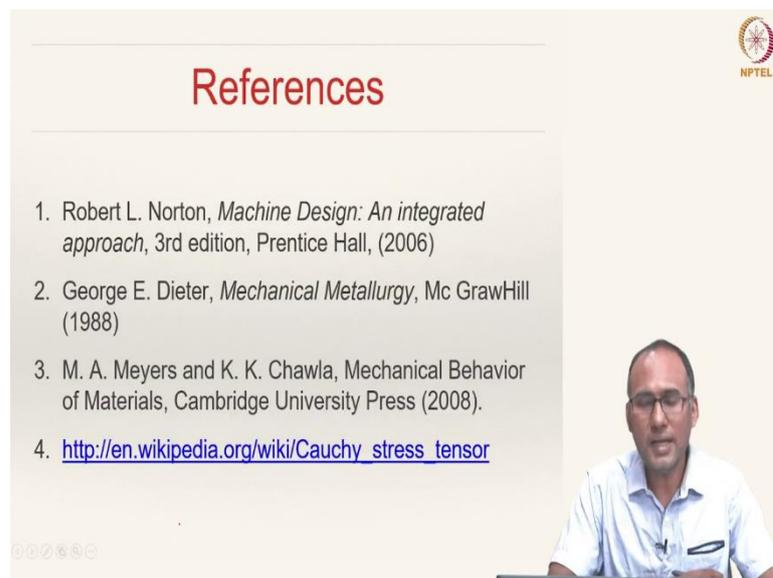 NPTEL
References
1. Robert L. Norton, Machine Design: An integrated
approach, 3rd edition, Prentice Hall, (2006)
2. George E. Dieter, Mechanical Metallurgy, Mc GrawHill
(1988)
3. M. A. Meyers and K. K. Chawla, Mechanical Behavior
of Materials, Cambridge University Press (2008).
4. http://en.wikipedia.org/wiki/Cauchy_stress_tensor